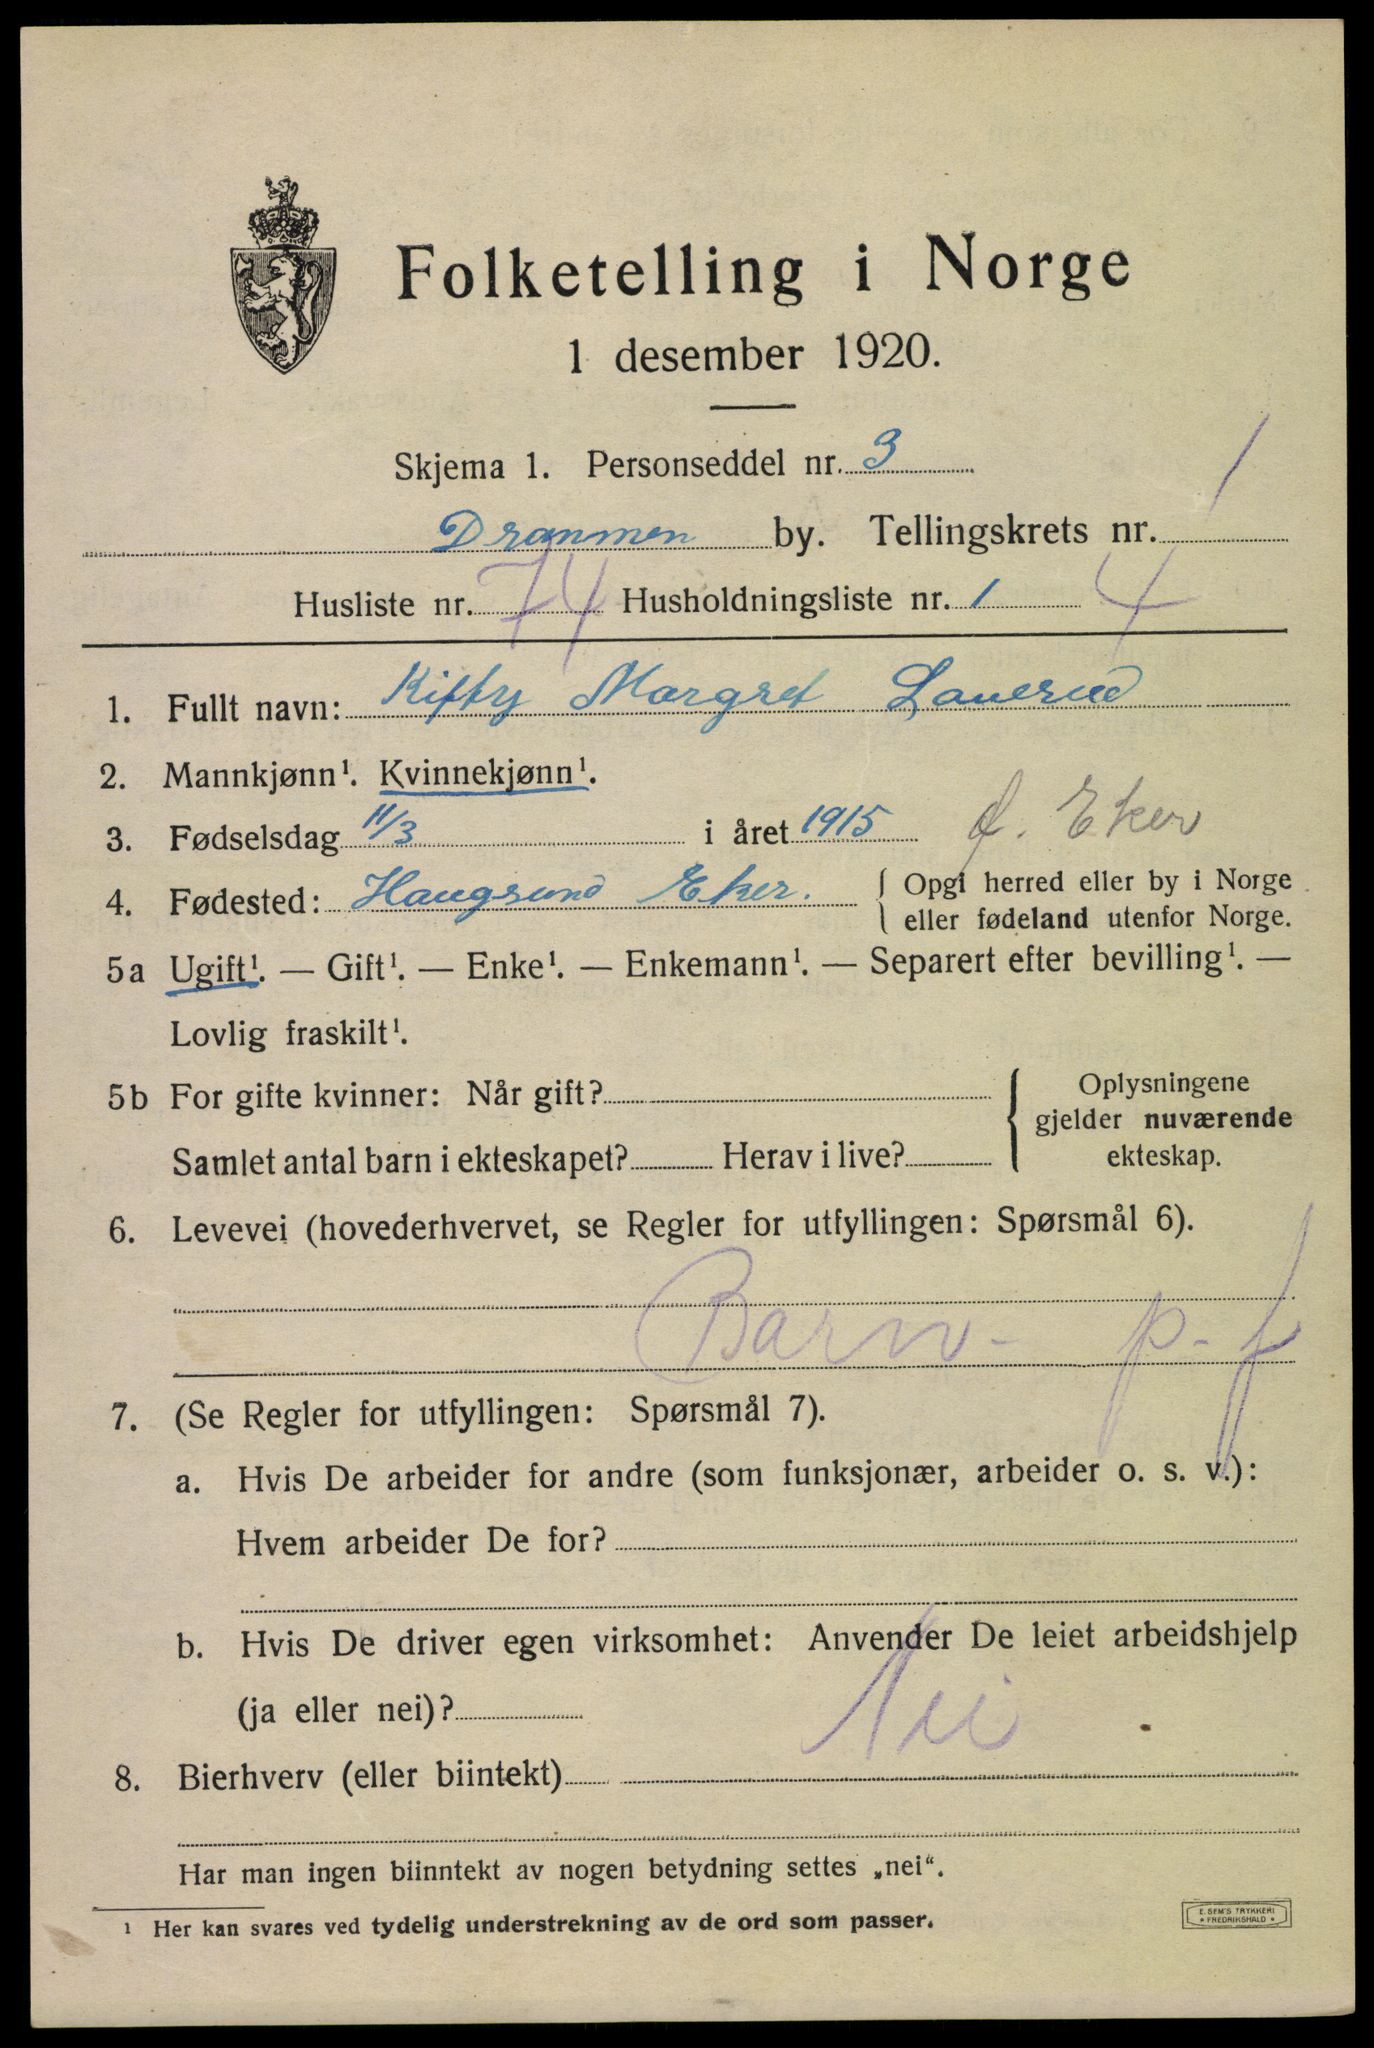 Folketelling i Norge
1 desember 1920.
Skjema 1. Personseddel nr. 3
Drammen by. Tellingskrets nr. 1
Husliste nr. 74 Husholdningsliste nr. 1 4
1. Fullt navn: Kitty Margret Lauerud
2. Mannkjønn¹. Kvinnekjønn¹.
3. Fødselsdag 11/3 i året 1915 Ø. Eker
4. Fødested: Haugsund Eker. { Opgi herred eller by i Norge
eller fødeland utenfor Norge.
5a Ugift¹. — Gift¹. — Enke¹. — Enkemann¹. — Separert efter bevilling¹. —
Lovlig fraskilt¹.
5b For gifte kvinner: Når gift? { Oplysningene
gjelder nuværende
Samlet antal barn i ekteskapet? Herav i live? ekteskap.
6. Levevei (hovederhvervet, se Regler for utfyllingen: Spørsmål 6).
Barn - p. f
7. (Se Regler for utfyllingen: Spørsmål 7).
a. Hvis De arbeider for andre (som funksjonær, arbeider o. s. v.):
Hvem arbeider De for?
b. Hvis De driver egen virksomhet: Anvender De leiet arbeidshjelp
(ja eller nei)? Nei
8. Bierhverv (eller biintekt)
Har man ingen biinntekt av nogen betydning settes „nei“.
¹ Her kan svares ved tydelig understrekning av de ord som passer.
E. SEM'S TRYKKERI
* FREDRIKSHALD *